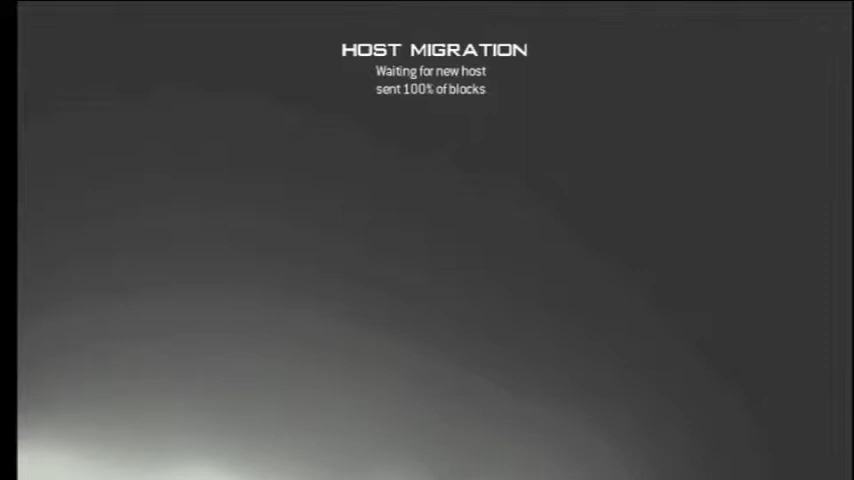 HOST MIGRATION
Waiting for new host
sent 100% of blocks